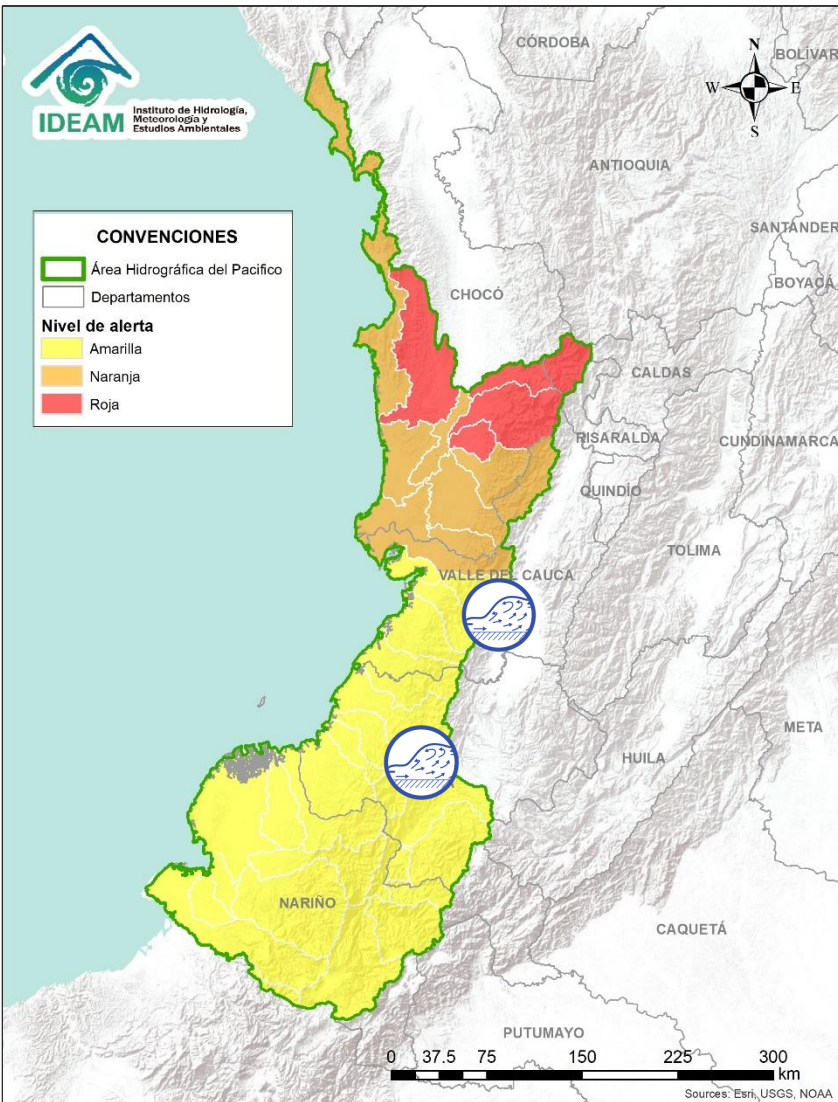 IDEAM
Instituto de Hidrología,
Meteorología y
Estudios Ambientales
CÓRDOBA
BOLÍVAR
N
W
E
S
ANTIOQUIA
SANTANDER
BOYACÁ
CONVENCIONES
Área Hidrográfica del Pacifico
Departamentos
Nivel de alerta
Amarilla
Naranja
Roja
CHOCÓ
CALDAS
RISARALDA
CUNDINAMARCA
QUINDÍO
TOLIMA
VALLE DEL CAUCA
META
HUILA
NARIÑO
CAQUETÁ
PUTUMAYO
0 37.5 75 150 225 300
km
Sources: Esri, USGS, NOAA